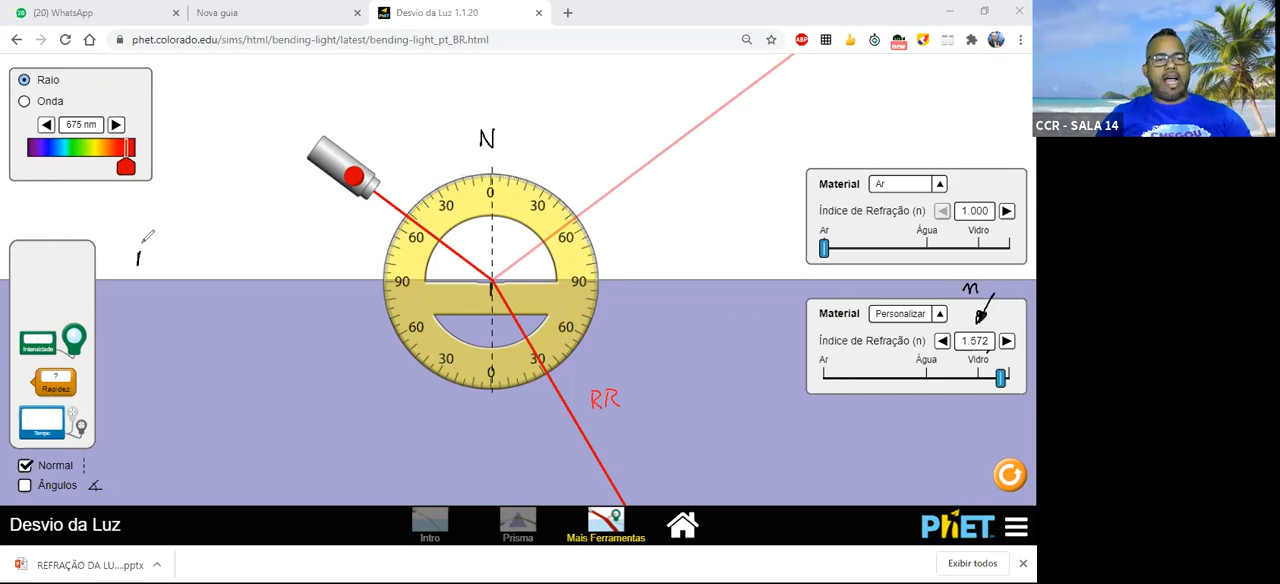 (20) WhatsApp
Nova guia
Desvio da Luz 1.1.20
phet.colorado.edu/sims/html/bending-light/latest/bending-light_pt_BR.html
ABP
new
Raio
Onda
675 nm
N
CCR - SALA 14
CHEGOU
0
30 30
60 60
90 90
60 60
30 30
0
Material Ar
Índice de Refração (n) 1.000
Ar Água Vidro
n
Material Personalizar
Índice de Refração (n) 1.572
Ar Água Vidro
RR
Intensidade
?
Rapidez
Tempo
Normal
Ângulos
Desvio da Luz
Intro
Prisma
Mais Ferramentas
PhET
REFRAÇÃO DA LU....pptx
Exibir todos